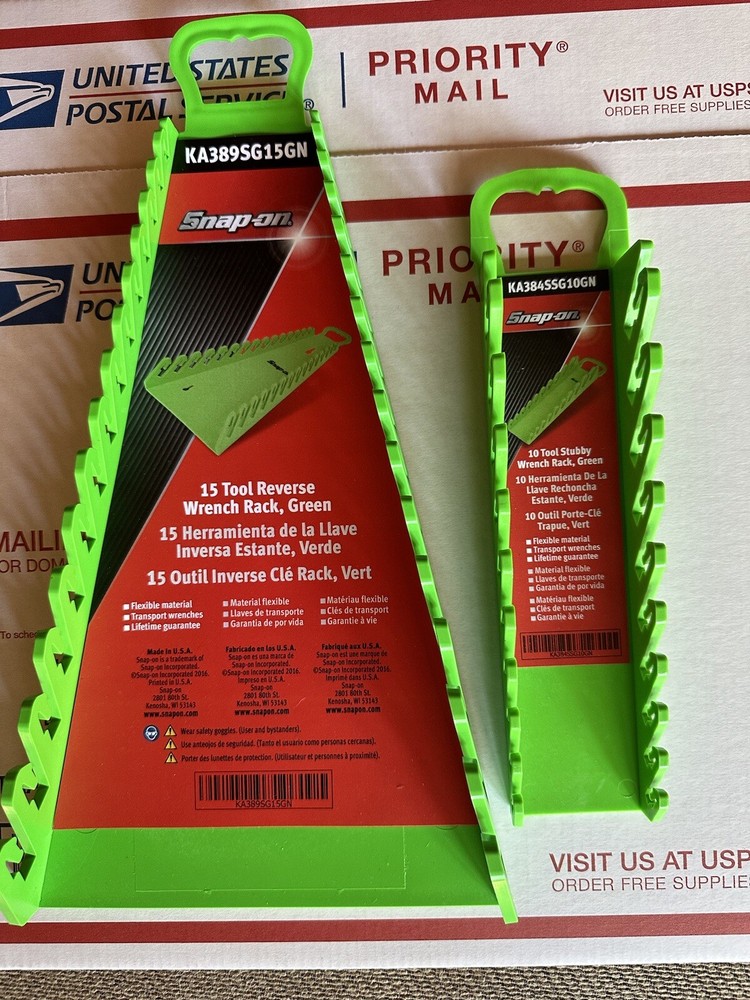 UNITED STATES
POSTAL SERVICE®
PRIORITY®
MAIL
VISIT US AT USPS
ORDER FREE SUPPLIES
UN
PO
PRIORITY®
MA
MAILI
OR DOM
VISIT US AT USP
ORDER FREE SUPPLIE
KA389SG15GN
Snap-on
15 Tool Reverse
Wrench Rack, Green
15 Herramienta de la Llave
Inversa Estante, Verde
15 Outil Inverse Clé Rack, Vert
Flexible material
Transport wrenches
Lifetime guarantee
Material flexible
Llaves de transporte
Garantia de por vida
Matériau flexible
Clés de transport
Garantie à vie
Made in U.S.A.
Snap-on is a trademark of
Snap-on Incorporated.
©Snap-on Incorporated 2016.
Printed in U.S.A.
Snap-on
2801 80th St.
Kenosha, WI 53143
www.snapon.com
Fabricado en los U.S.A.
Snap-on es una marca de
Snap-on Incorporated.
©Snap-on Incorporated 2016.
Impreso en U.S.A.
Snap-on
2801 80th St.
Kenosha, WI 53143
www.snapon.com
Fabriqué aux U.S.A.
Snap-on est une marque de
Snap-on Incorporated.
©Snap-on Incorporated 2016.
Imprimé dans U.S.A.
Snap-on
2801 80th St.
Kenosha, WI 53143
www.snapon.com
Wear safety goggles. (User and bystanders).
Use anteojos de seguridad. (Tanto el usuario como personas cercanas).
Porter des lunettes de protection. (Utilisateurs et personnes à proximité).
KA389SG15GN
KA384SSG10GN
Snap-on
10 Tool Stubby
Wrench Rack, Green
10 Herramienta De La
Llave Rechoncha
Estante, Verde
10 Outil Porte-Clé
Trapue, Vert
Flexible material
Transport wrenches
Lifetime guarantee
Material flexible
Llaves de transporte
Garantia de por vida
Matériau flexible
Clés de transport
Garantie à vie